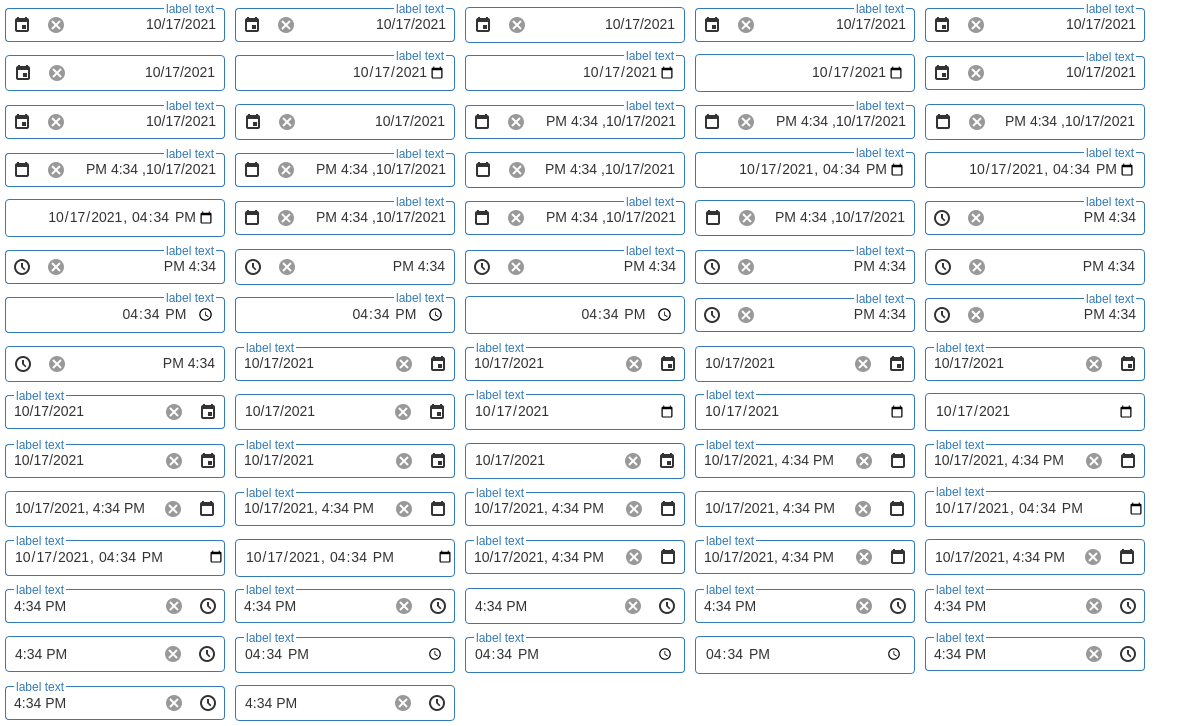 label text
10/17/2021
label text
10/17/2021
10/17/2021
label text
10/17/2021
label text
10/17/2021
10/17/2021
label text
10/17/2021
label text
10/17/2021
10/17/2021
label text
10/17/2021
label text
10/17/2021
10/17/2021
label text
PM 4:34 ,10/17/2021
label text
PM 4:34 ,10/17/2021
PM 4:34 ,10/17/2021
label text
PM 4:34 ,10/17/2021
label text
PM 4:34 ,10/17/2021
PM 4:34 ,10/17/2021
label text
10/17/2021, 04:34 PM
label text
10/17/2021, 04:34 PM
10/17/2021, 04:34 PM
label text
PM 4:34 ,10/17/2021
label text
PM 4:34 ,10/17/2021
PM 4:34 ,10/17/2021
label text
PM 4:34
label text
PM 4:34
PM 4:34
label text
PM 4:34
label text
PM 4:34
PM 4:34
label text
04:34 PM
label text
04:34 PM
04:34 PM
label text
PM 4:34
label text
PM 4:34
PM 4:34
label text
10/17/2021
label text
10/17/2021
10/17/2021
label text
10/17/2021
label text
10/17/2021
10/17/2021
label text
10/17/2021
label text
10/17/2021
10/17/2021
label text
10/17/2021
label text
10/17/2021
10/17/2021
label text
10/17/2021, 4:34 PM
label text
10/17/2021, 4:34 PM
10/17/2021, 4:34 PM
label text
10/17/2021, 4:34 PM
label text
10/17/2021, 4:34 PM
10/17/2021, 4:34 PM
label text
10/17/2021, 04:34 PM
label text
10/17/2021, 04:34 PM
10/17/2021, 04:34 PM
label text
10/17/2021, 4:34 PM
label text
10/17/2021, 4:34 PM
10/17/2021, 4:34 PM
label text
4:34 PM
label text
4:34 PM
4:34 PM
label text
4:34 PM
label text
4:34 PM
4:34 PM
label text
04:34 PM
label text
04:34 PM
04:34 PM
label text
4:34 PM
label text
4:34 PM
4:34 PM